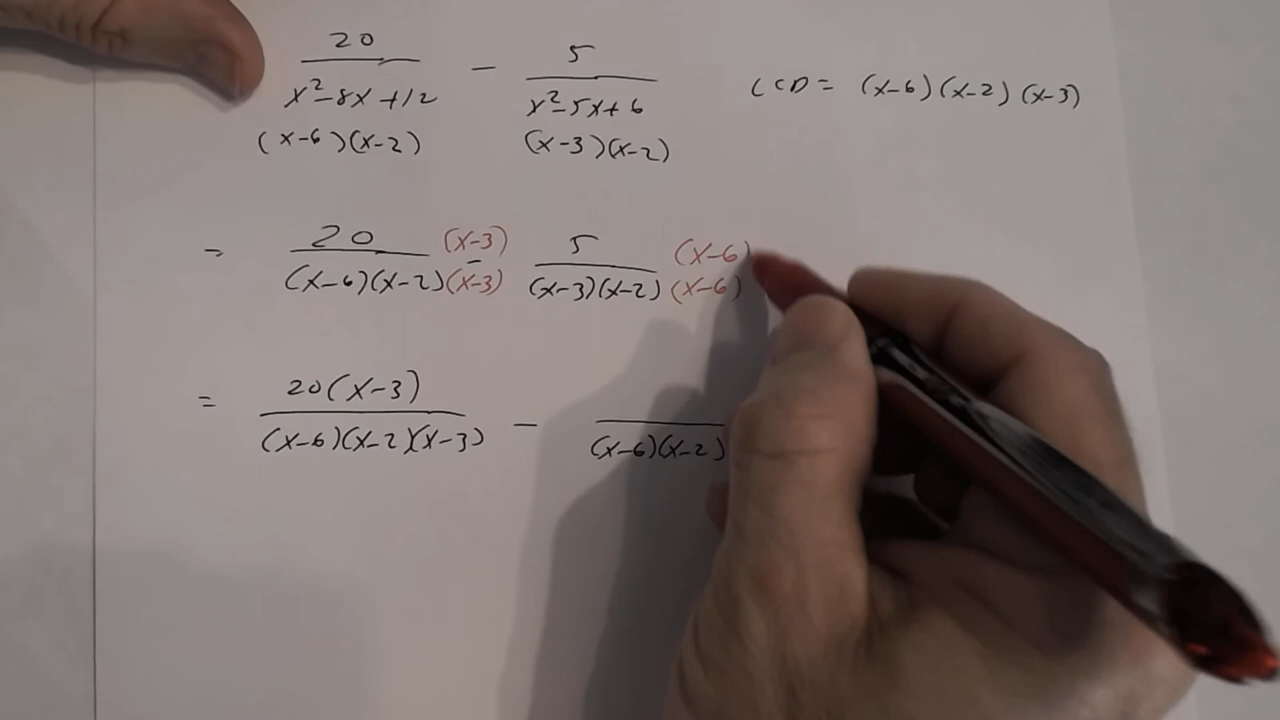 20 / x²-8x+12 - 5 / x²-5x+6 LCD = (x-6)(x-2)(x-3)
(x-6)(x-2) (x-3)(x-2)
= 20 (x-3) / (x-6)(x-2)(x-3) - 5 (x-6) / (x-3)(x-2)(x-6)
= 20(x-3) / (x-6)(x-2)(x-3) - / (x-6)(x-2)